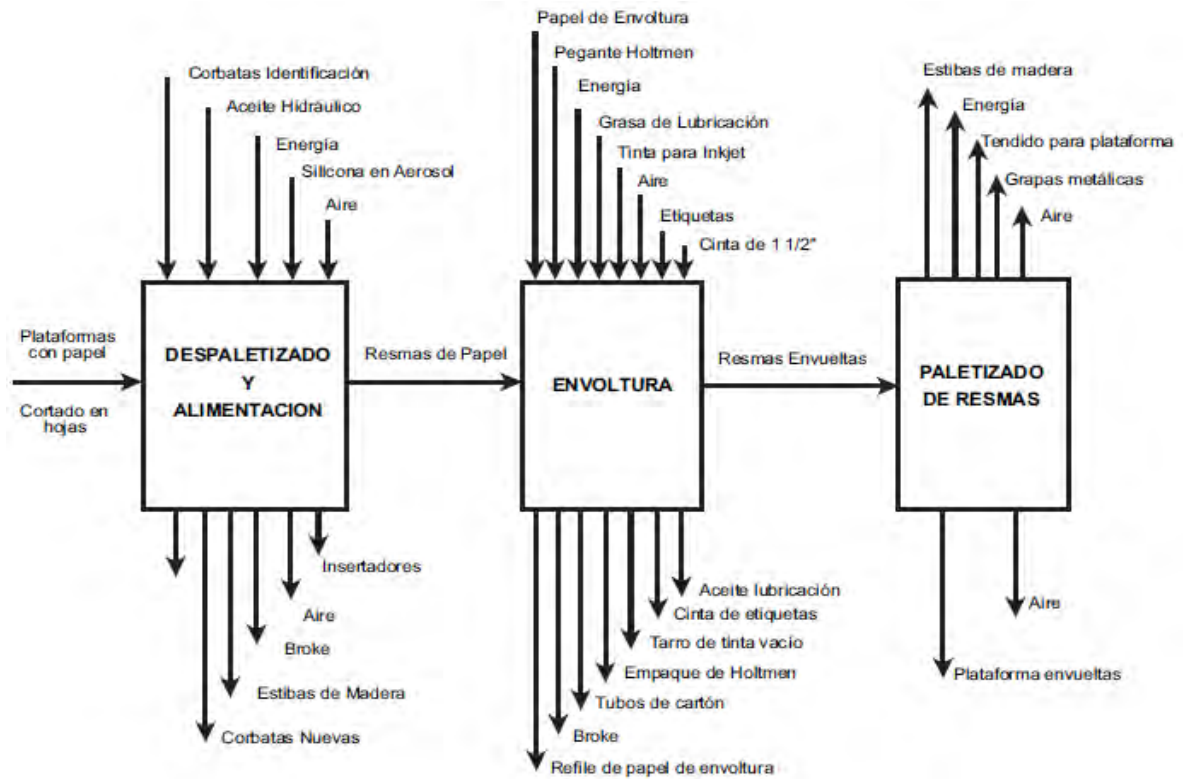 Papel de Envoltura
Pegante Holtmen
Energía
Grasa de Lubricación
Tinta para Inkjet
Aire
Etiquetas
Cinta de 1 1/2"
Corbatas Identificación
Aceite Hidráulico
Energía
Silicona en Aerosol
Aire
Estibas de madera
Energía
Tendido para plataforma
Grapas metálicas
Aire
Plataformas
con papel
Cortado en
hojas
DESPALETIZADO
Y
ALIMENTACION
Resmas de Papel
ENVOLTURA
Resmas Envueltas
PALETIZADO
DE RESMAS
Insertadores
Aire
Broke
Estibas de Madera
Corbatas Nuevas
Aceite lubricación
Cinta de etiquetas
Tarro de tinta vacío
Empaque de Holtmen
Tubos de cartón
Broke
Refile de papel de envoltura
Aire
Plataforma envueltas